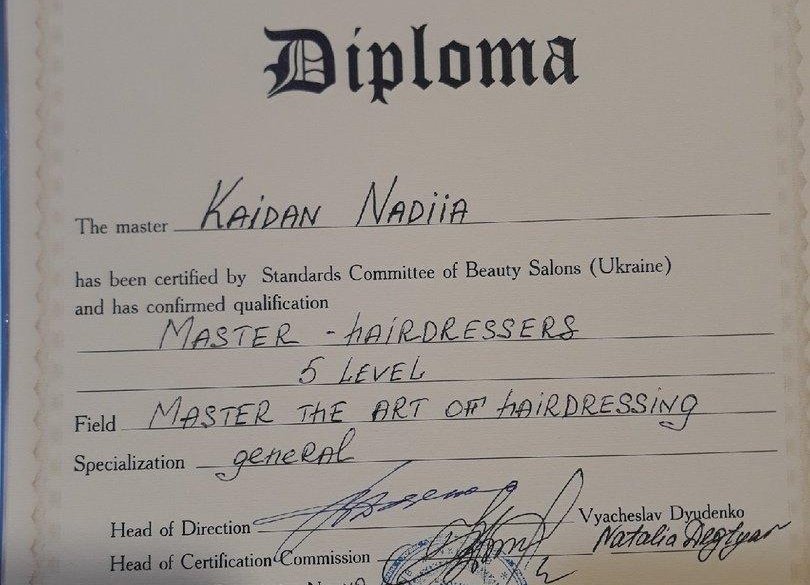 Diploma
The master KAIDAN NADIIA
has been certified by Standards Committee of Beauty Salons (Ukraine)
and has confirmed qualification
MASTER - HAIRDRESSERS
5 LEVEL
Field MASTER THE ART OF HAIRDRESSING
Specialization general
Head of Direction Vyacheslav Dyudenko
Head of Certification Commission Natalia Degtyar